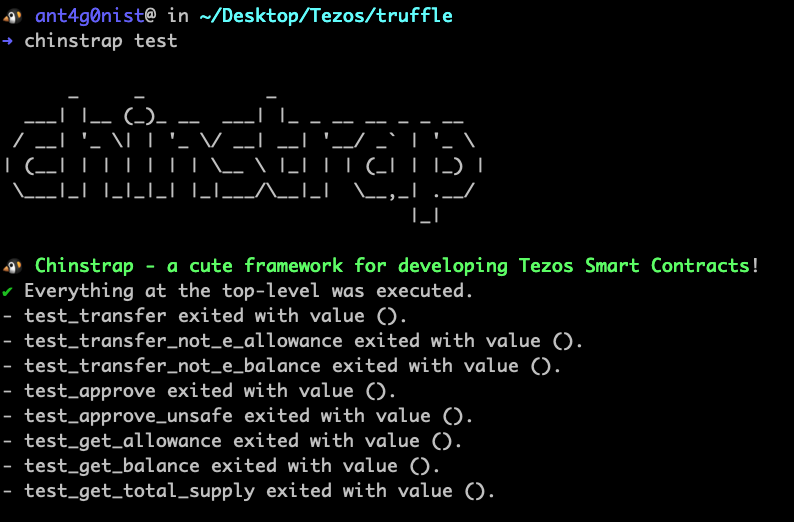 ant4g0nist@ in ~/Desktop/Tezos/truffle
→ chinstrap test
chinstrap
Chinstrap - a cute framework for developing Tezos Smart Contracts!
✔ Everything at the top-level was executed.
- test_transfer exited with value ().
- test_transfer_not_e_allowance exited with value ().
- test_transfer_not_e_balance exited with value ().
- test_approve exited with value ().
- test_approve_unsafe exited with value ().
- test_get_allowance exited with value ().
- test_get_balance exited with value ().
- test_get_total_supply exited with value ().